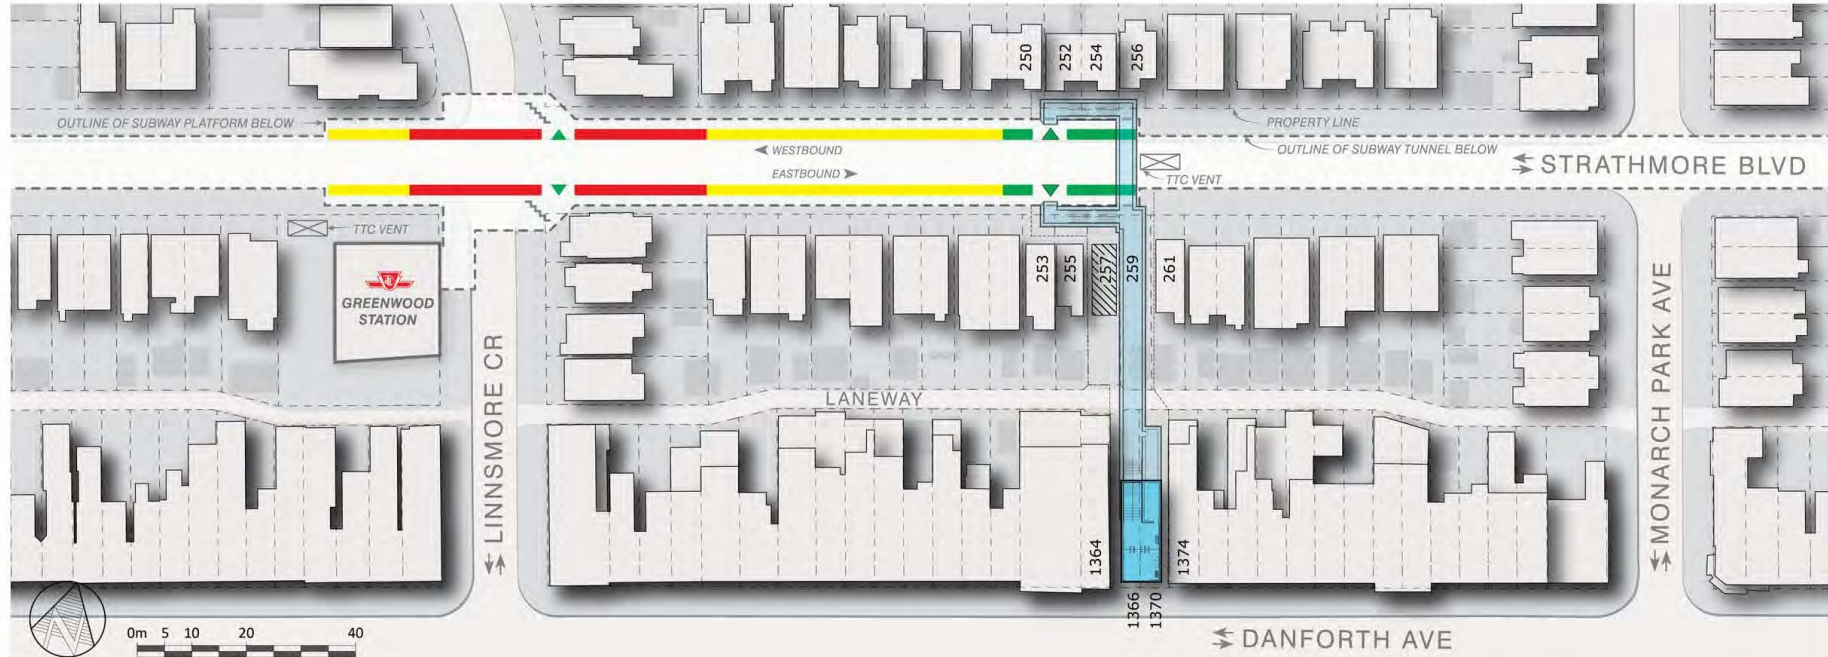 250
252
254
256
OUTLINE OF SUBWAY PLATFORM BELOW
PROPERTY LINE
WESTBOUND
OUTLINE OF SUBWAY TUNNEL BELOW
EASTBOUND
STRATHMORE BLVD
TTC VENT
TTC VENT
GREENWOOD
STATION
253
255
257
259
261
LINNSMORE CR
MONARCH PARK AVE
LANEWAY
1364
1374
1366
1370
0m 5 10 20 40
DANFORTH AVE